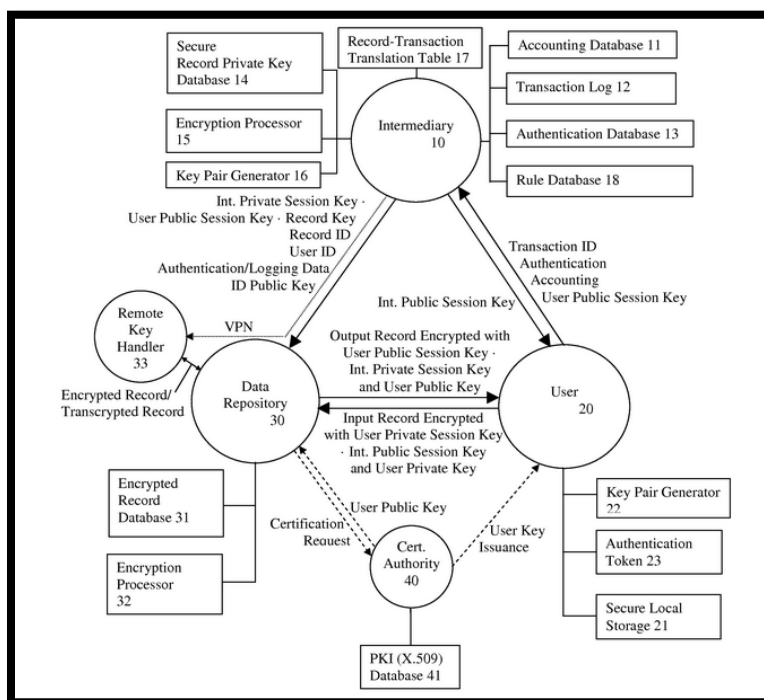 Secure
Record Private Key
Database 14
Record-Transaction
Translation Table 17
Accounting Database 11
Transaction Log 12
Encryption Processor
15
Intermediary
10
Authentication Database 13
Key Pair Generator 16
Rule Database 18
Int. Private Session Key ·
User Public Session Key · Record Key
Record ID
User ID
Authentication/Logging Data
ID Public Key
Transaction ID
Authentication
Accounting
User Public Session Key
Int. Public Session Key
Remote
Key
Handler
33
VPN
Output Record Encrypted with
User Public Session Key ·
Int. Private Session Key
and User Public Key
Encrypted Record/
Transcrypted Record
Data
Repository
30
User
20
Input Record Encrypted
with User Private Session Key
· Int. Public Session Key
and User Private Key
Encrypted
Record
Database 31
User Public Key
Certification
Request
User Key
Issuance
Key Pair Generator
22
Encryption
Processor
32
Cert.
Authority
40
Authentication
Token 23
Secure Local
Storage 21
PKI (X.509)
Database 41